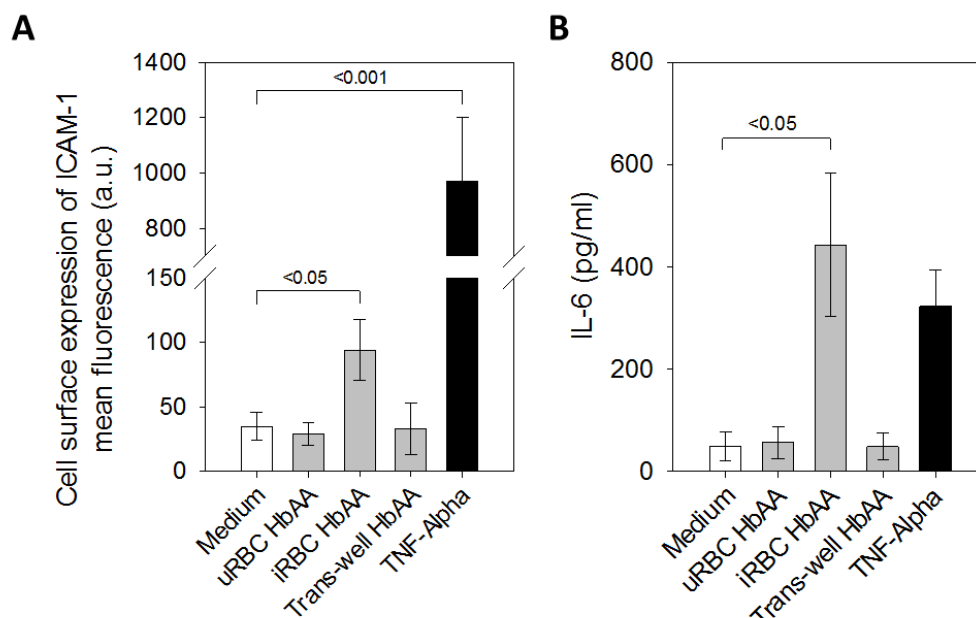 A
Cell surface expression of ICAM-1
mean fluorescence (a.u.)
1400
1200
1000
800
150
100
50
0
<0.001
<0.05
Medium
uRBC HbAA
iRBC HbAA
Trans-well HbAA
TNF-Alpha
B
IL-6 (pg/ml)
800
600
400
200
0
<0.05
Medium
uRBC HbAA
iRBC HbAA
Trans-well HbAA
TNF-Alpha